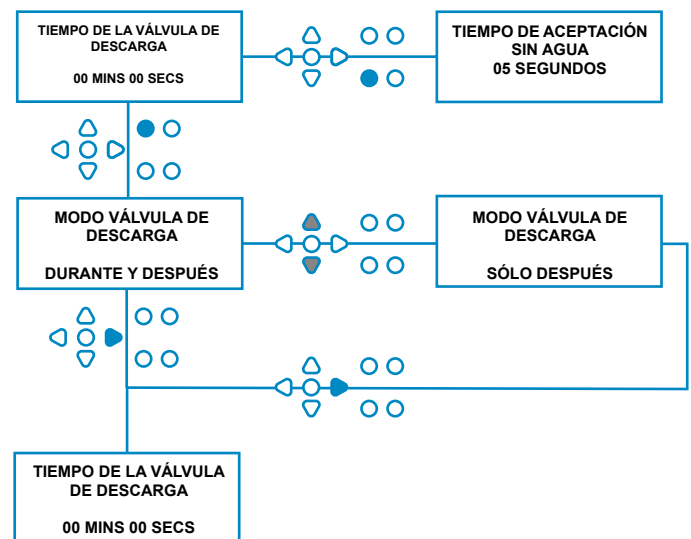 TIEMPO DE LA VÁLVULA DE
DESCARGA
00 MINS 00 SECS
TIEMPO DE ACEPTACIÓN
SIN AGUA
05 SEGUNDOS
MODO VÁLVULA DE
DESCARGA
DURANTE Y DESPUÉS
MODO VÁLVULA DE
DESCARGA
SÓLO DESPUÉS
TIEMPO DE LA VÁLVULA
DE DESCARGA
00 MINS 00 SECS